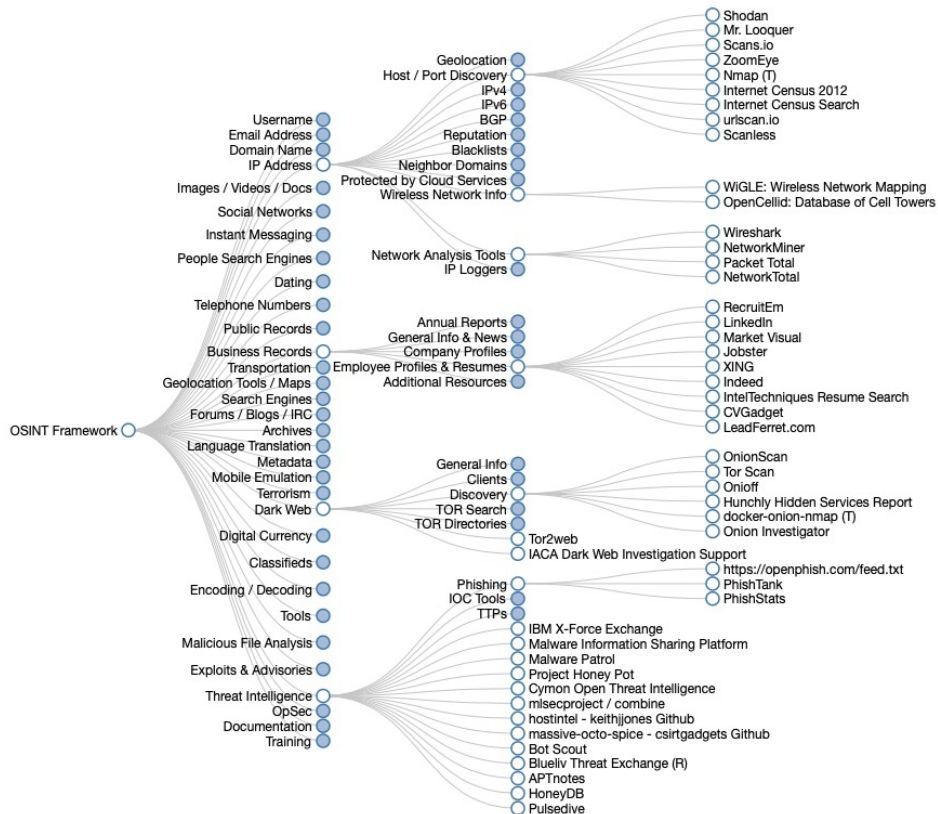 OSINT Framework
Username
Email Address
Domain Name
IP Address
Images / Videos / Docs
Social Networks
Instant Messaging
People Search Engines
Dating
Telephone Numbers
Public Records
Business Records
Transportation
Geolocation Tools / Maps
Search Engines
Forums / Blogs / IRC
Archives
Language Translation
Metadata
Mobile Emulation
Terrorism
Dark Web
Digital Currency
Classifieds
Encoding / Decoding
Tools
Malicious File Analysis
Exploits & Advisories
Threat Intelligence
OpSec
Documentation
Training
Geolocation
Host / Port Discovery
IPv4
IPv6
BGP
Reputation
Blacklists
Neighbor Domains
Protected by Cloud Services
Wireless Network Info
Network Analysis Tools
IP Loggers
Shodan
Mr. Looquer
Scans.io
ZoomEye
Nmap (T)
Internet Census 2012
Internet Census Search
urlscan.io
Scanless
WiGLE: Wireless Network Mapping
OpenCellid: Database of Cell Towers
Wireshark
NetworkMiner
Packet Total
NetworkTotal
Annual Reports
General Info & News
Company Profiles
Employee Profiles & Resumes
Additional Resources
RecruitEm
LinkedIn
Market Visual
Jobster
XING
Indeed
IntelTechniques Resume Search
CVGadget
LeadFerret.com
General Info
Clients
Discovery
TOR Search
TOR Directories
Tor2web
IACA Dark Web Investigation Support
OnionScan
Tor Scan
Onioff
Hunchly Hidden Services Report
docker-onion-nmap (T)
Onion Investigator
Phishing
IOC Tools
TTPs
IBM X-Force Exchange
Malware Information Sharing Platform
Malware Patrol
Project Honey Pot
Cymon Open Threat Intelligence
mlsecproject / combine
hostintel - keithjjones Github
massive-octo-spice - csirtgadgets Github
Bot Scout
Blueliv Threat Exchange (R)
APTnotes
HoneyDB
Pulsedive
https://openphish.com/feed.txt
PhishTank
PhishStats